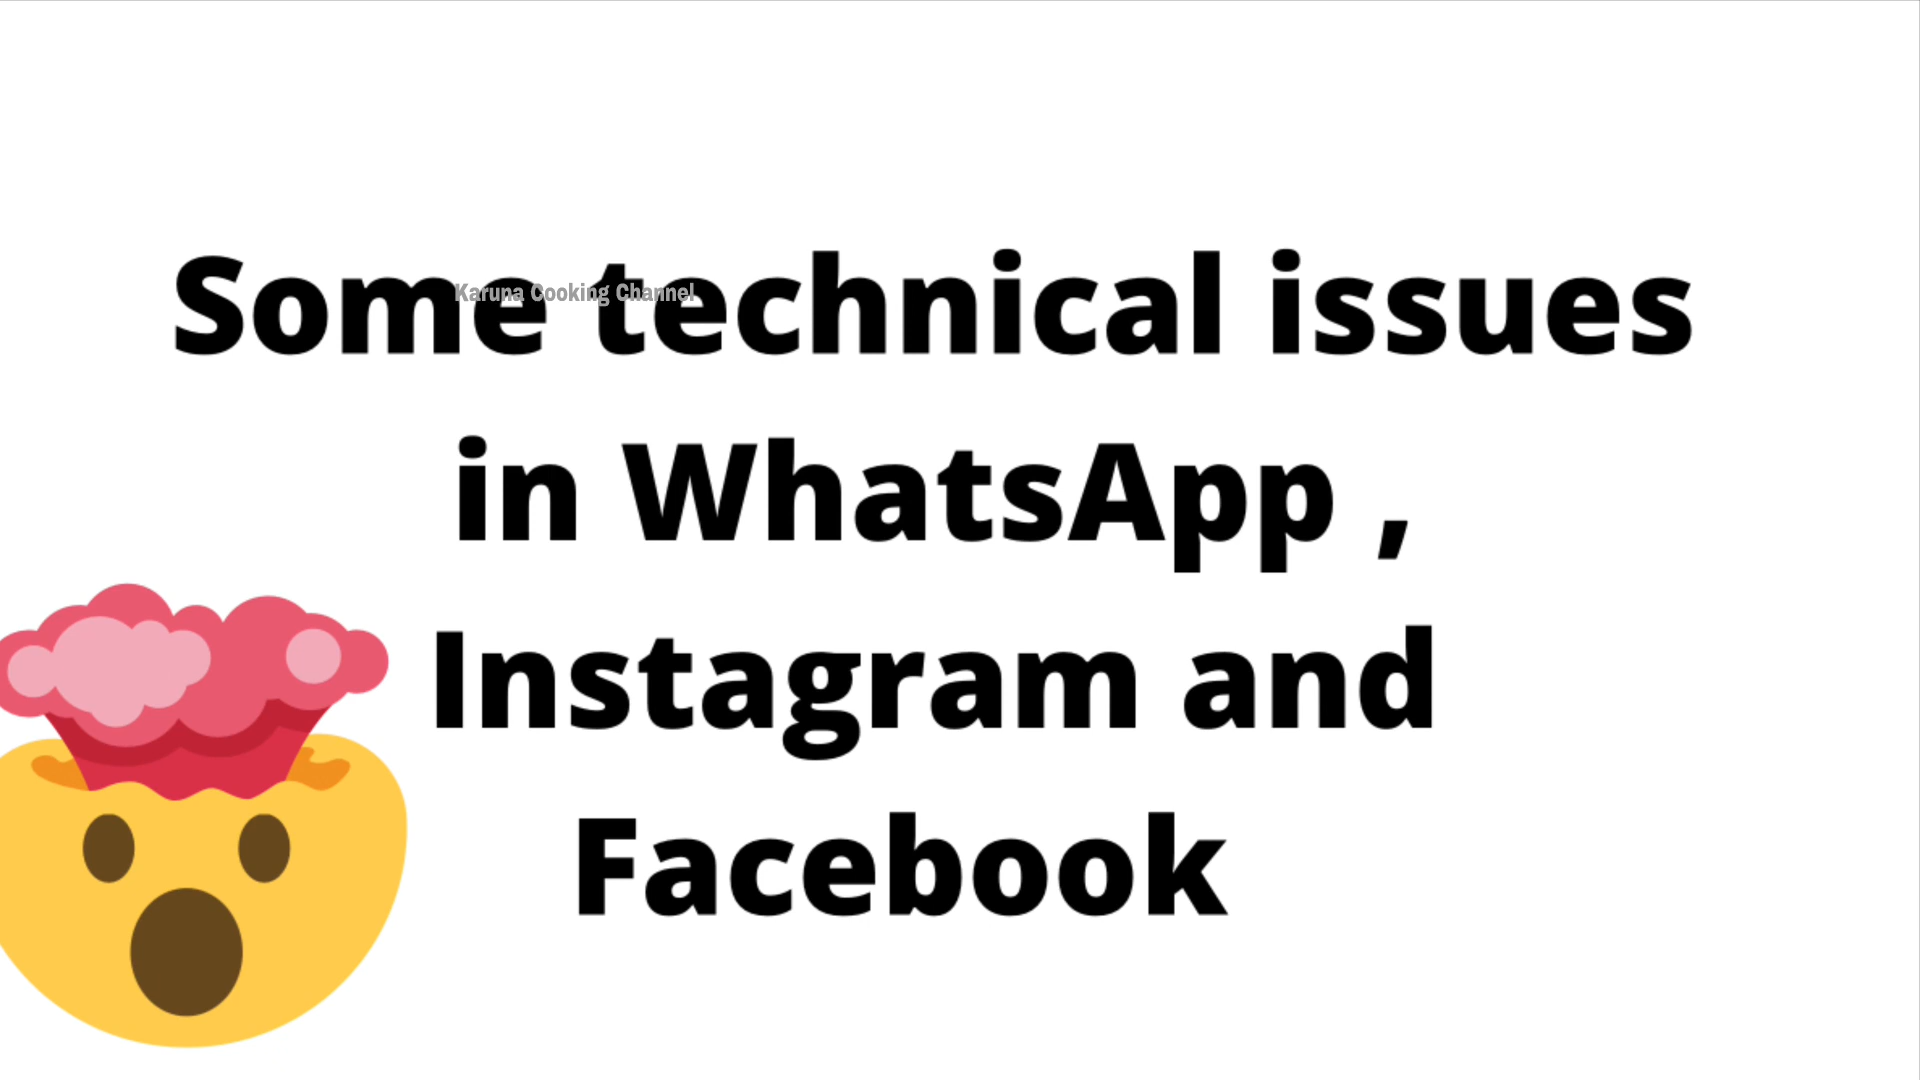 Some technical issues
Karuna Cooking Channel
in WhatsApp ,
Instagram and
Facebook